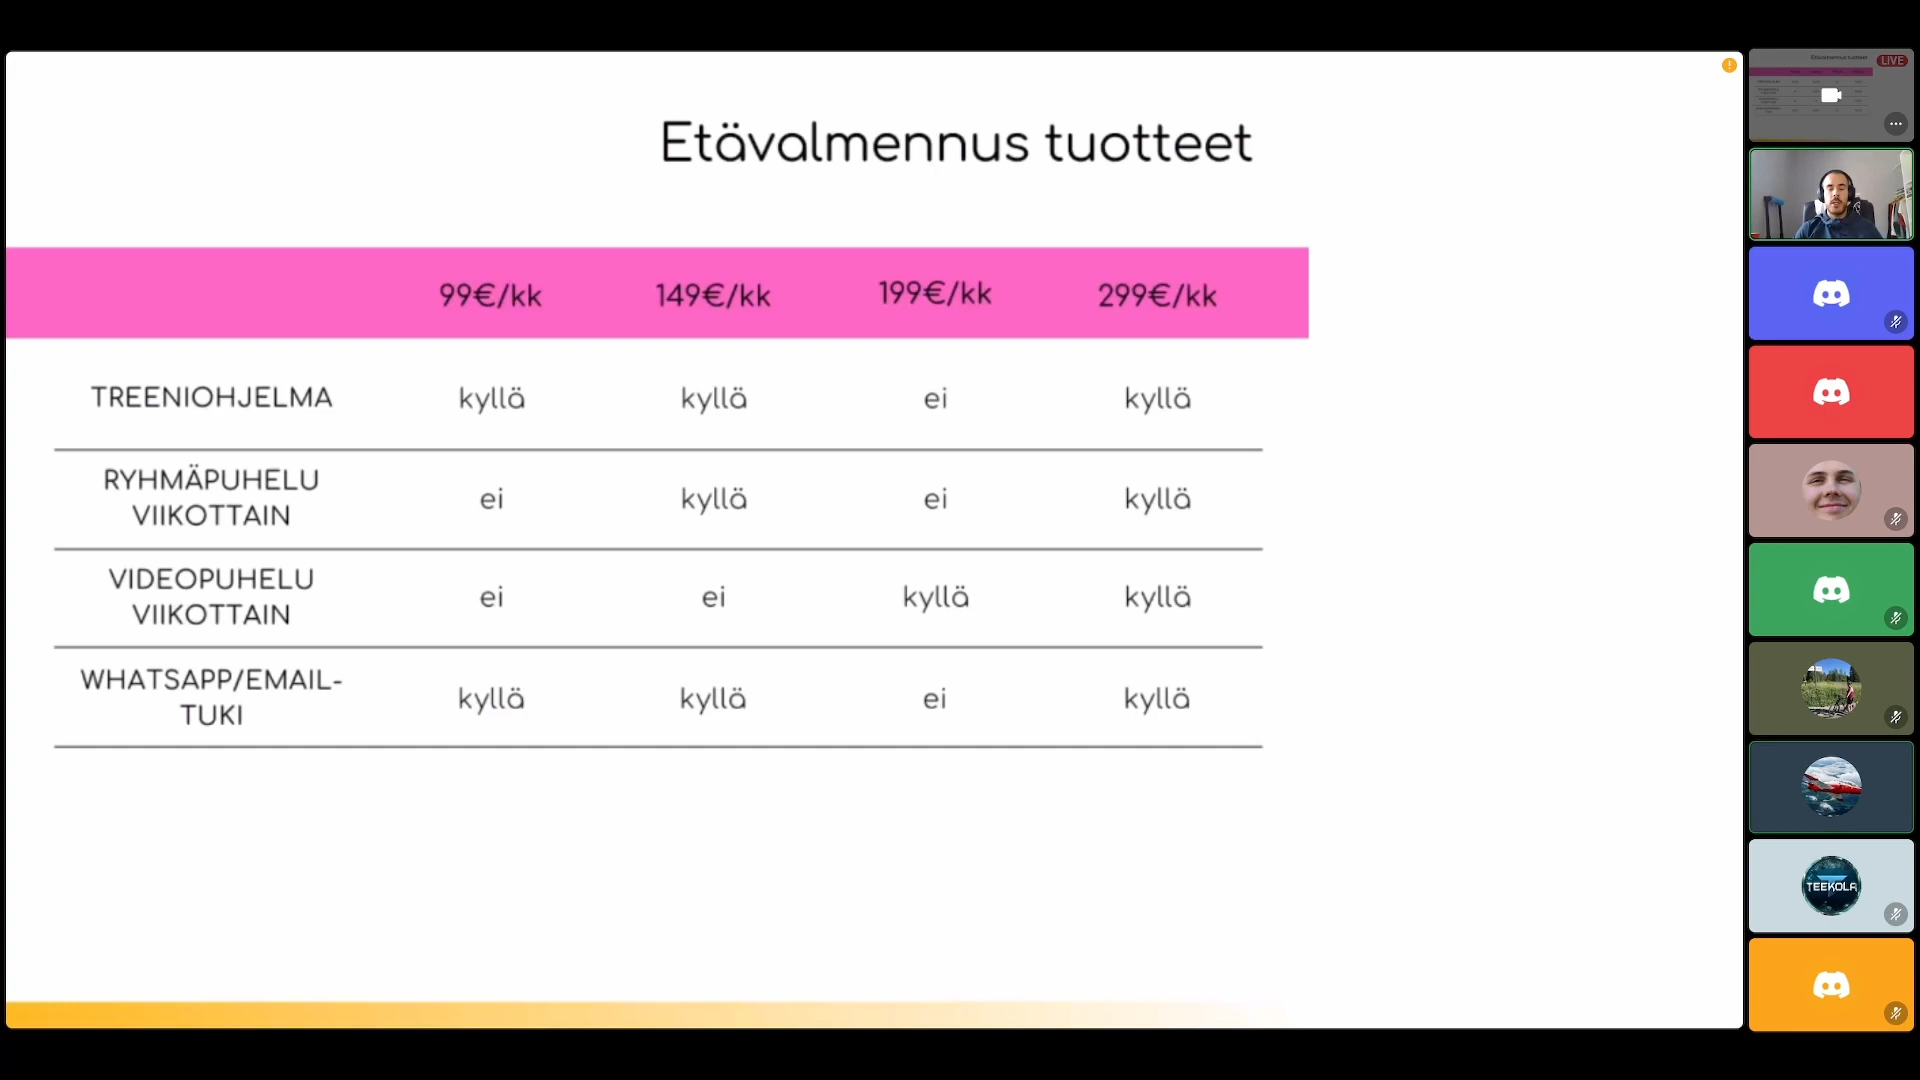 Etävalmennus tuotteet
99€/kk 149€/kk 199€/kk 299€/kk
TREENIOHJELMA kyllä kyllä ei kyllä
RYHMÄPUHELU
VIIKOTTAIN ei kyllä ei kyllä
VIDEOPUHELU
VIIKOTTAIN ei ei kyllä kyllä
WHATSAPP/EMAIL-
TUKI kyllä kyllä ei kyllä
LIVE
TEEKOLA